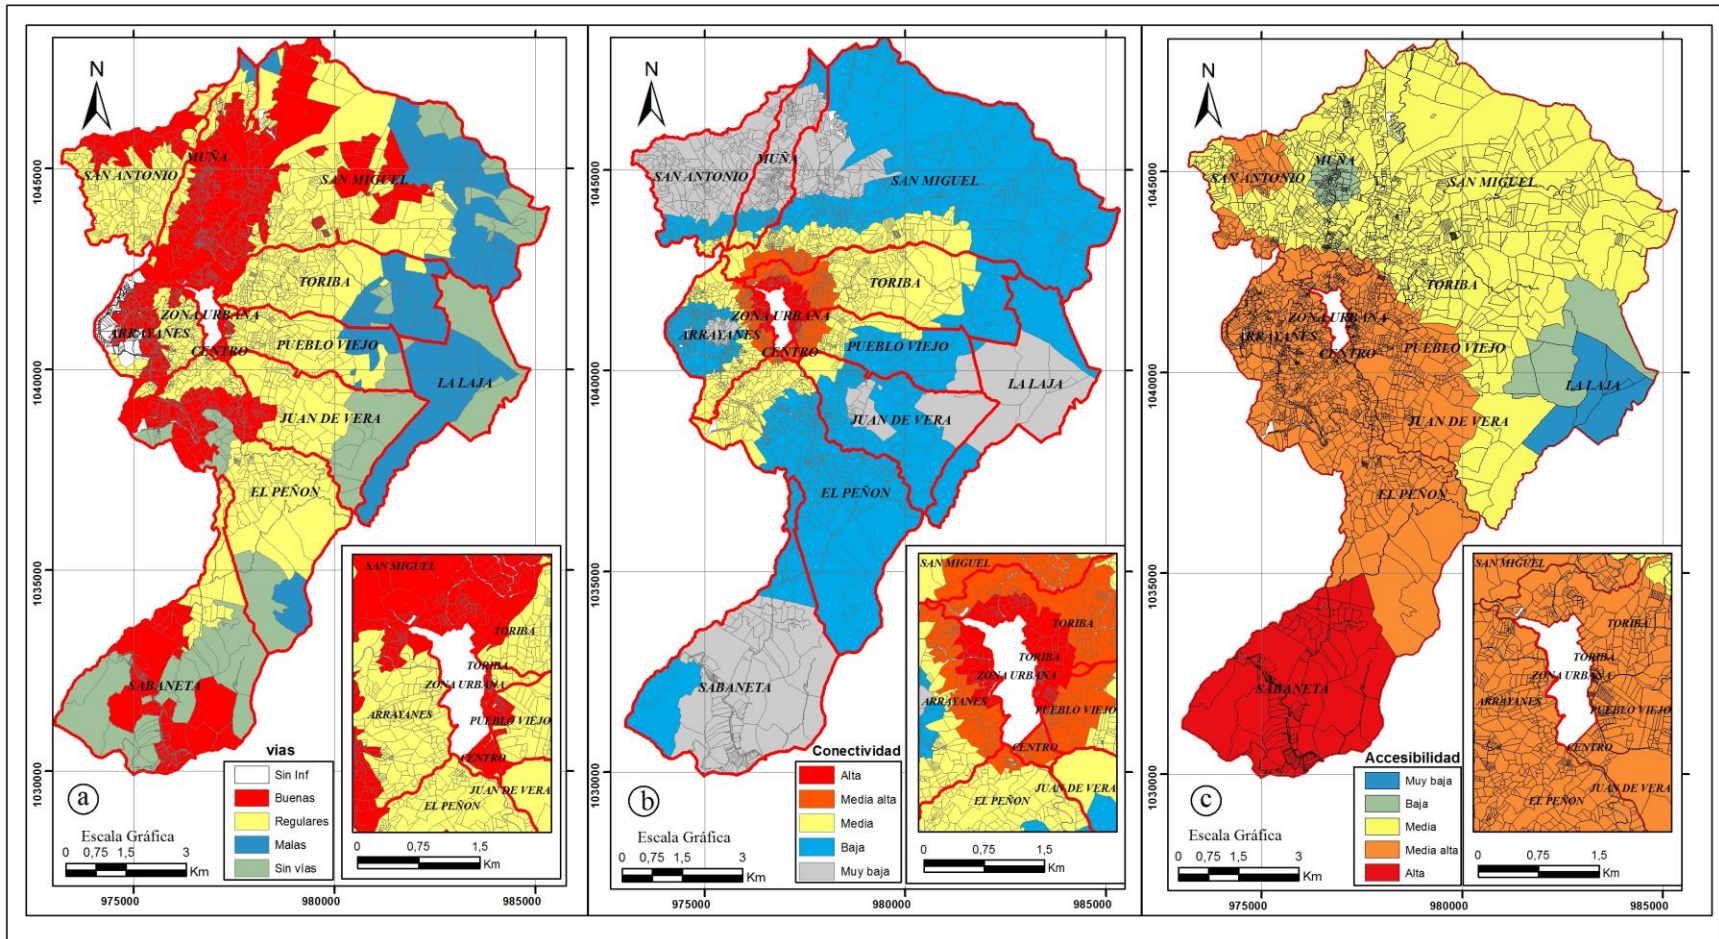 N
MUÑA
SAN ANTONIO
SAN MIGUEL
TORIBA
ZONA URBANA
ARRAYANES
CENTRO
PUEBLO VIEJO
LA LAJA
JUAN DE VERA
EL PEÑON
SABANETA
1045000
1040000
1035000
1030000
975000
980000
985000
a
vias
Sin Inf
Buenas
Regulares
Malas
Sin vías
Escala Gráfica
0 0,75 1,5 3
Km
SAN MIGUEL
TORIBA
TORIBA
ZONA URBANA
ARRAYANES
PUEBLO VIEJO
CENTRO
JUAN DE VERA
EL PEÑON
0 0,75 1,5
Km
N
MUÑA
SAN ANTONIO
SAN MIGUEL
TORIBA
ZONA URBANA
ARRAYANES
CENTRO
PUEBLO VIEJO
LA LAJA
JUAN DE VERA
EL PEÑON
SABANETA
1045000
1040000
1035000
1030000
975000
980000
985000
b
Conectividad
Alta
Media alta
Media
Baja
Muy baja
Escala Gráfica
0 0,75 1,5 3
Km
SAN MIGUEL
TORIBA
TORIBA
ZONA URBANA
ARRAYANES
PUEBLO VIEJO
CENTRO
JUAN DE VERA
EL PEÑON
0 0,75 1,5
Km
N
MUÑA
SAN ANTONIO
SAN MIGUEL
TORIBA
ZONA URBANA
ARRAYANES
CENTRO
PUEBLO VIEJO
LA LAJA
JUAN DE VERA
EL PEÑON
SABANETA
1045000
1040000
1035000
1030000
975000
980000
985000
c
Accesibilidad
Muy baja
Baja
Media
Media alta
Alta
Escala Gráfica
0 0,75 1,5 3
Km
SAN MIGUEL
TORIBA
TORIBA
ZONA URBANA
ARRAYANES
PUEBLO VIEJO
CENTRO
JUAN DE VERA
EL PEÑON
0 0,75 1,5
Km